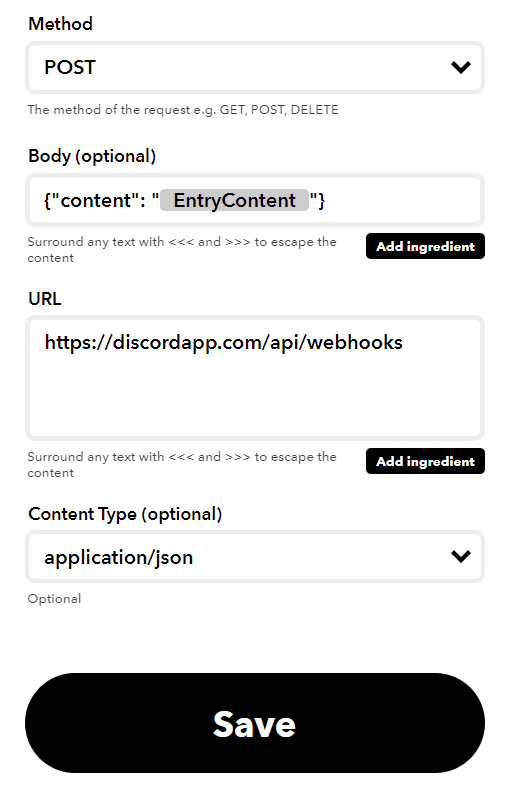 Method
POST
The method of the request e.g. GET, POST, DELETE
Body (optional)
{"content": " EntryContent "}
Surround any text with <<< and >>> to escape the
content
Add ingredient
URL
https://discordapp.com/api/webhooks
Surround any text with <<< and >>> to escape the
content
Add ingredient
Content Type (optional)
application/json
Optional
Save